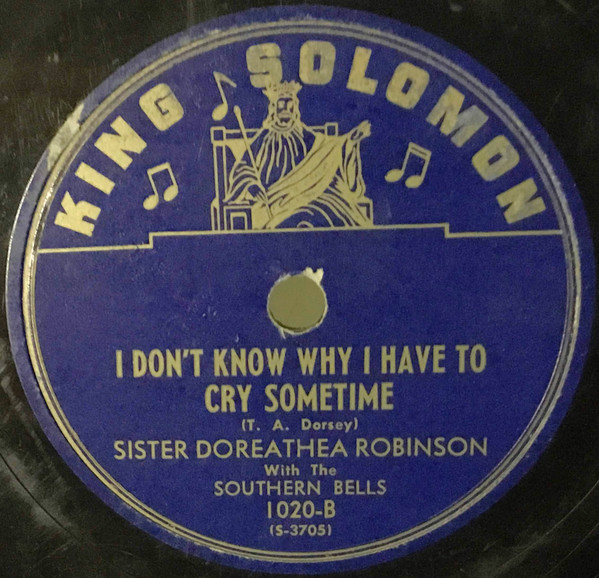 KING SOLOMON
I DON'T KNOW WHY I HAVE TO
CRY SOMETIME
(T. A. Dorsey)
SISTER DOREATHEA ROBINSON
With The
SOUTHERN BELLS
1020-B
(S-3705)